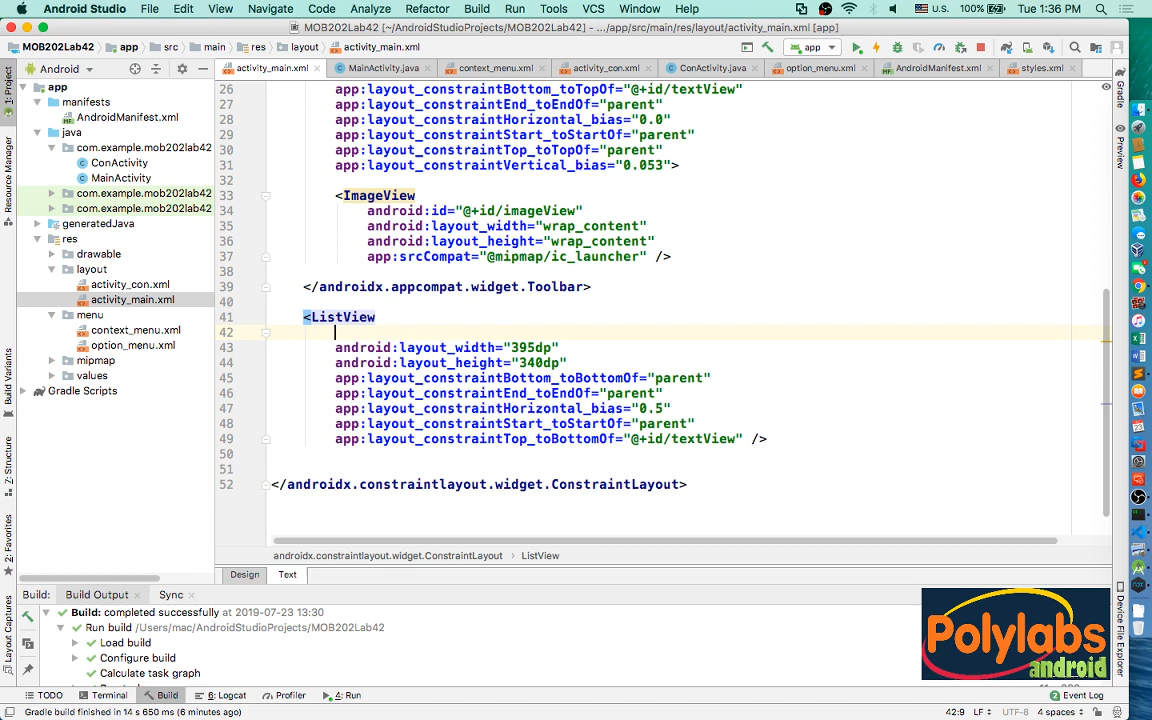 Android Studio File Edit View Navigate Code Analyze Refactor Build Run Tools VCS Window Help U.S. 100% Tue 1:36 PM
MOB202Lab42 [~/AndroidStudioProjects/MOB202Lab42] - .../app/src/main/res/layout/activity_main.xml [app]
MOB202Lab42 app src main res layout activity_main.xml app
Android activity_main.xml MainActivity.java context_menu.xml activity_con.xml ConActivity.java option_menu.xml AndroidManifest.xml styles.xml
1: Project
Resource Manager
Build Variants
7: Structure
2: Favorites
Layout Captures
app
manifests
AndroidManifest.xml
java
com.example.mob202lab42
ConActivity
MainActivity
com.example.mob202lab42
com.example.mob202lab42
generatedJava
res
drawable
layout
activity_con.xml
activity_main.xml
menu
context_menu.xml
option_menu.xml
mipmap
values
Gradle Scripts
26 app:layout_constraintBottom_toTopOf="@+id/textView"
27 app:layout_constraintEnd_toEndOf="parent"
28 app:layout_constraintHorizontal_bias="0.0"
29 app:layout_constraintStart_toStartOf="parent"
30 app:layout_constraintTop_toTopOf="parent"
31 app:layout_constraintVertical_bias="0.053">
32
33 <ImageView
34 android:id="@+id/imageView"
35 android:layout_width="wrap_content"
36 android:layout_height="wrap_content"
37 app:srcCompat="@mipmap/ic_launcher" />
38
39 </androidx.appcompat.widget.Toolbar>
40
41 <ListView
42
43 android:layout_width="395dp"
44 android:layout_height="340dp"
45 app:layout_constraintBottom_toBottomOf="parent"
46 app:layout_constraintEnd_toEndOf="parent"
47 app:layout_constraintHorizontal_bias="0.5"
48 app:layout_constraintStart_toStartOf="parent"
49 app:layout_constraintTop_toBottomOf="@+id/textView" />
50
51
52 </androidx.constraintlayout.widget.ConstraintLayout>
androidx.constraintlayout.widget.ConstraintLayout › ListView
Design Text
Gradle
Preview
Device File Explorer
Build: Build Output Sync
Build: completed successfully at 2019-07-23 13:30
Run build /Users/mac/AndroidStudioProjects/MOB202Lab42
Load build
Configure build
Calculate task graph
Polylabs
android
TODO Terminal Build 6: Logcat Profiler 4: Run 2 Event Log
Gradle build finished in 14 s 650 ms (6 minutes ago) 42:9 LF UTF-8 4 spaces